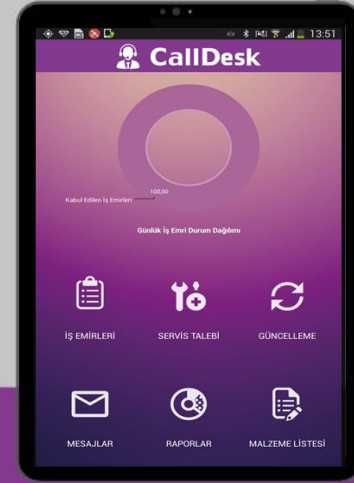 13:51
CallDesk
100,00
Kabul Edilen İş Emirleri
Günlük İş Emri Durum Dağılımı
İŞ EMİRLERİ SERVİS TALEBİ GÜNCELLEME
MESAJLAR RAPORLAR MALZEME LİSTESİ